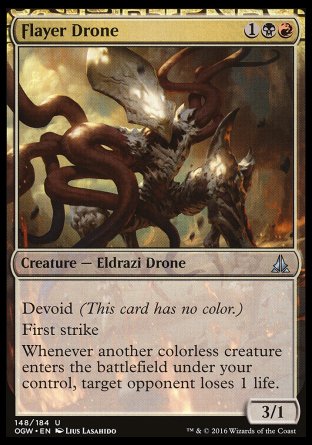 Flayer Drone 1
Creature — Eldrazi Drone
Devoid (This card has no color.)
First strike
Whenever another colorless creature
enters the battlefield under your
control, target opponent loses 1 life.
3/1
148/184 U
OGW • EN Lius Lasahido
™ & © 2016 Wizards of the Coast